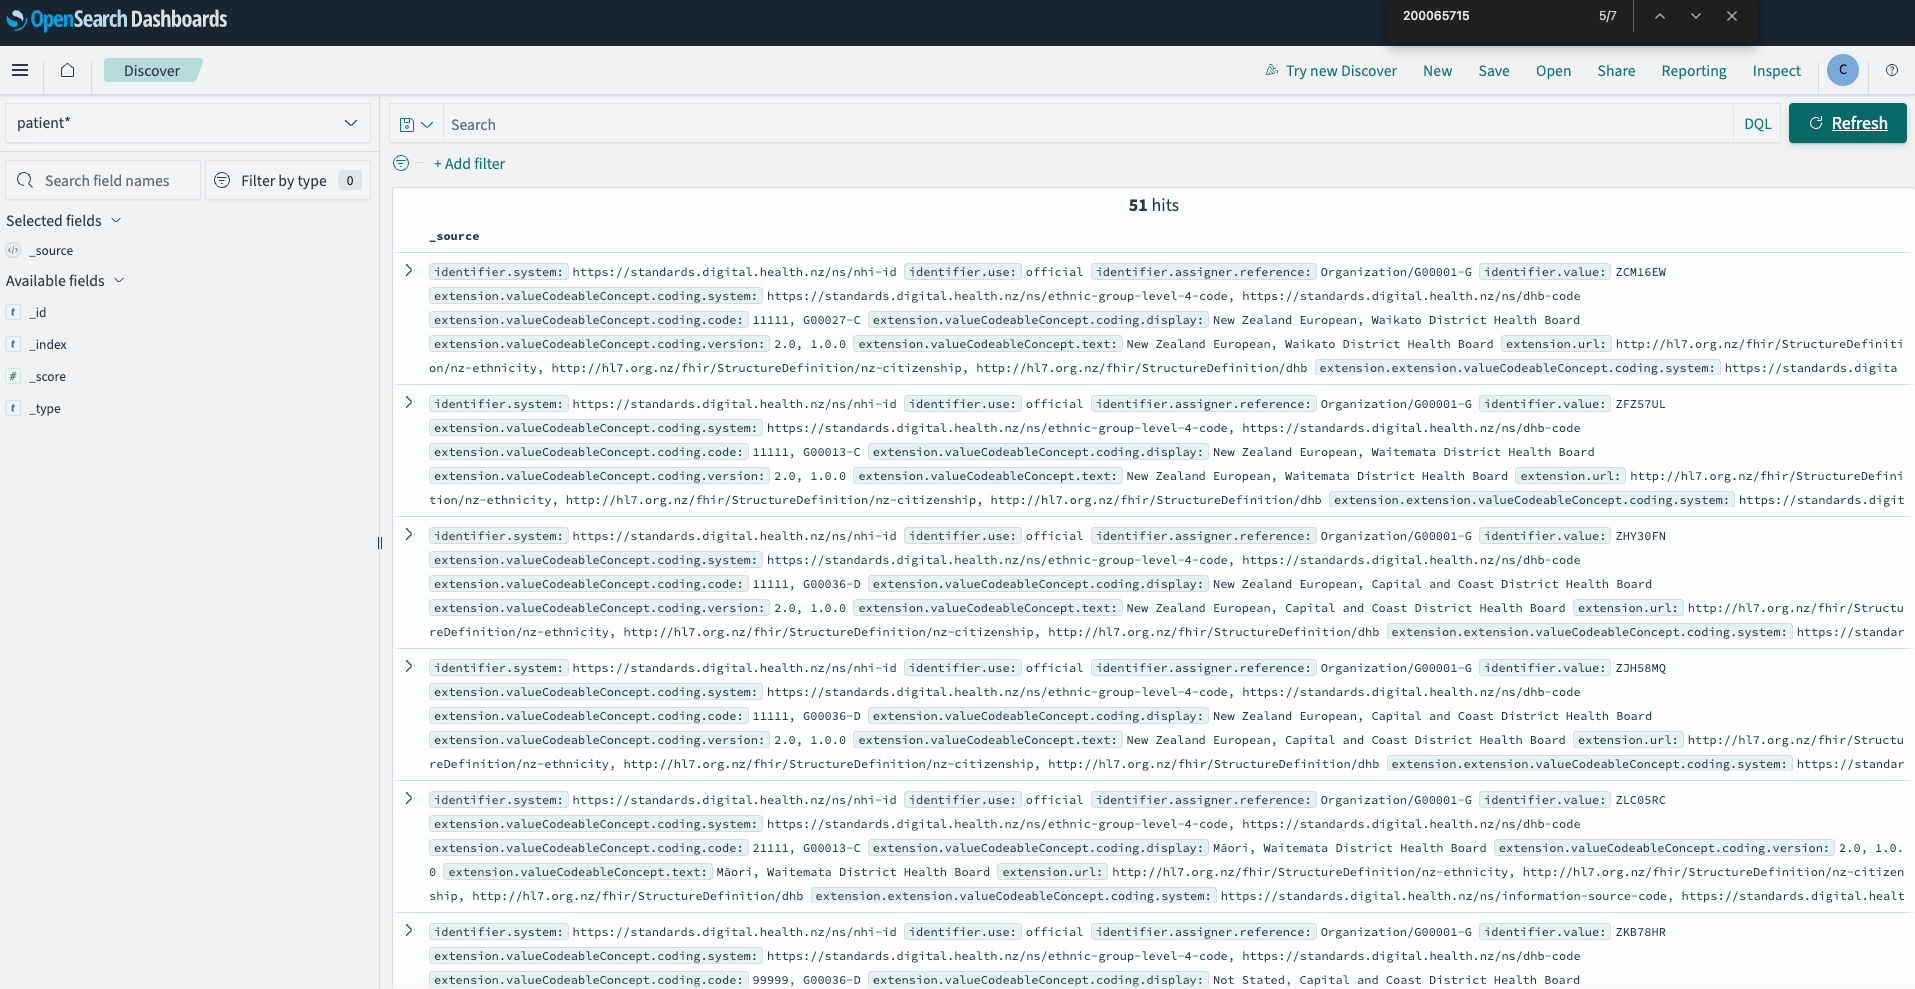 OpenSearch Dashboards
200065715 5/7
Discover
Try new Discover New Save Open Share Reporting Inspect C
patient*
Search DQL Refresh
+ Add filter
Search field names Filter by type 0
Selected fields
_source
Available fields
_id
_index
_score
_type
51 hits
_source
identifier.system: https://standards.digital.health.nz/ns/nhi-id identifier.use: official identifier.assigner.reference: Organization/G00001-G identifier.value: ZCM16EW
extension.valueCodeableConcept.coding.system: https://standards.digital.health.nz/ns/ethnic-group-level-4-code, https://standards.digital.health.nz/ns/dhb-code
extension.valueCodeableConcept.coding.code: 11111, G00027-C extension.valueCodeableConcept.coding.display: New Zealand European, Waikato District Health Board
extension.valueCodeableConcept.coding.version: 2.0, 1.0.0 extension.valueCodeableConcept.text: New Zealand European, Waikato District Health Board extension.url: http://hl7.org.nz/fhir/StructureDefiniti
on/nz-ethnicity, http://hl7.org.nz/fhir/StructureDefinition/nz-citizenship, http://hl7.org.nz/fhir/StructureDefinition/dhb extension.extension.valueCodeableConcept.coding.system: https://standards.digita
identifier.system: https://standards.digital.health.nz/ns/nhi-id identifier.use: official identifier.assigner.reference: Organization/G00001-G identifier.value: ZFZ57UL
extension.valueCodeableConcept.coding.system: https://standards.digital.health.nz/ns/ethnic-group-level-4-code, https://standards.digital.health.nz/ns/dhb-code
extension.valueCodeableConcept.coding.code: 11111, G00013-C extension.valueCodeableConcept.coding.display: New Zealand European, Waitemata District Health Board
extension.valueCodeableConcept.coding.version: 2.0, 1.0.0 extension.valueCodeableConcept.text: New Zealand European, Waitemata District Health Board extension.url: http://hl7.org.nz/fhir/StructureDefini
tion/nz-ethnicity, http://hl7.org.nz/fhir/StructureDefinition/nz-citizenship, http://hl7.org.nz/fhir/StructureDefinition/dhb extension.extension.valueCodeableConcept.coding.system: https://standards.digit
identifier.system: https://standards.digital.health.nz/ns/nhi-id identifier.use: official identifier.assigner.reference: Organization/G00001-G identifier.value: ZHY30FN
extension.valueCodeableConcept.coding.system: https://standards.digital.health.nz/ns/ethnic-group-level-4-code, https://standards.digital.health.nz/ns/dhb-code
extension.valueCodeableConcept.coding.code: 11111, G00036-D extension.valueCodeableConcept.coding.display: New Zealand European, Capital and Coast District Health Board
extension.valueCodeableConcept.coding.version: 2.0, 1.0.0 extension.valueCodeableConcept.text: New Zealand European, Capital and Coast District Health Board extension.url: http://hl7.org.nz/fhir/Structu
reDefinition/nz-ethnicity, http://hl7.org.nz/fhir/StructureDefinition/nz-citizenship, http://hl7.org.nz/fhir/StructureDefinition/dhb extension.extension.valueCodeableConcept.coding.system: https://standar
identifier.system: https://standards.digital.health.nz/ns/nhi-id identifier.use: official identifier.assigner.reference: Organization/G00001-G identifier.value: ZJH58MQ
extension.valueCodeableConcept.coding.system: https://standards.digital.health.nz/ns/ethnic-group-level-4-code, https://standards.digital.health.nz/ns/dhb-code
extension.valueCodeableConcept.coding.code: 11111, G00036-D extension.valueCodeableConcept.coding.display: New Zealand European, Capital and Coast District Health Board
extension.valueCodeableConcept.coding.version: 2.0, 1.0.0 extension.valueCodeableConcept.text: New Zealand European, Capital and Coast District Health Board extension.url: http://hl7.org.nz/fhir/Structu
reDefinition/nz-ethnicity, http://hl7.org.nz/fhir/StructureDefinition/nz-citizenship, http://hl7.org.nz/fhir/StructureDefinition/dhb extension.extension.valueCodeableConcept.coding.system: https://standar
identifier.system: https://standards.digital.health.nz/ns/nhi-id identifier.use: official identifier.assigner.reference: Organization/G00001-G identifier.value: ZLC05RC
extension.valueCodeableConcept.coding.system: https://standards.digital.health.nz/ns/ethnic-group-level-4-code, https://standards.digital.health.nz/ns/dhb-code
extension.valueCodeableConcept.coding.code: 21111, G00013-C extension.valueCodeableConcept.coding.display: Māori, Waitemata District Health Board extension.valueCodeableConcept.coding.version: 2.0, 1.0.
0 extension.valueCodeableConcept.text: Māori, Waitemata District Health Board extension.url: http://hl7.org.nz/fhir/StructureDefinition/nz-ethnicity, http://hl7.org.nz/fhir/StructureDefinition/nz-citizen
ship, http://hl7.org.nz/fhir/StructureDefinition/dhb extension.extension.valueCodeableConcept.coding.system: https://standards.digital.health.nz/ns/information-source-code, https://standards.digital.healt
identifier.system: https://standards.digital.health.nz/ns/nhi-id identifier.use: official identifier.assigner.reference: Organization/G00001-G identifier.value: ZKB78HR
extension.valueCodeableConcept.coding.system: https://standards.digital.health.nz/ns/ethnic-group-level-4-code, https://standards.digital.health.nz/ns/dhb-code
extension.valueCodeableConcept.coding.code: 99999, G00036-D extension.valueCodeableConcept.coding.display: Not Stated, Capital and Coast District Health Board